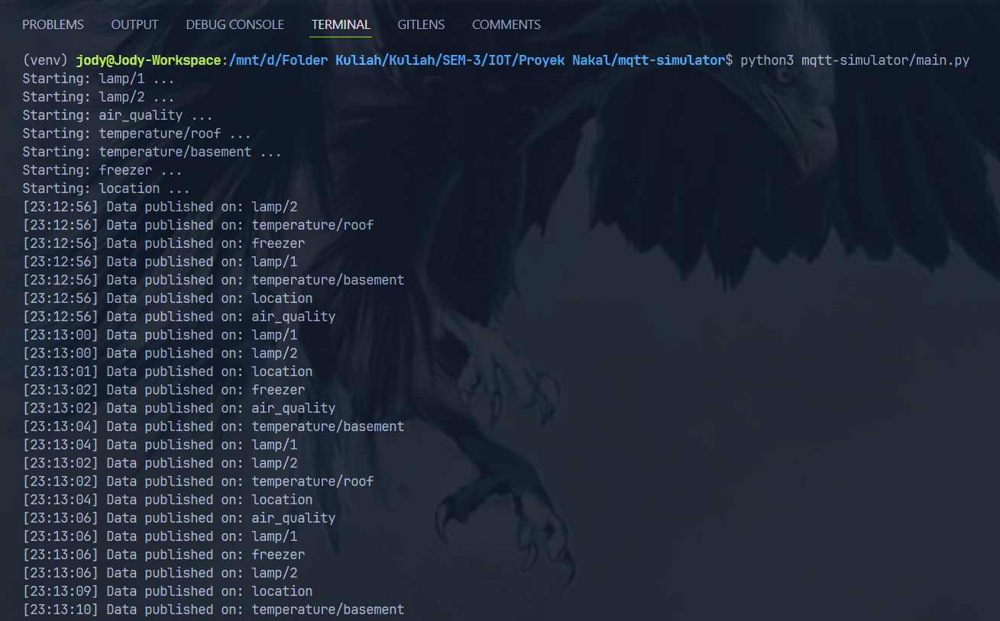 PROBLEMS OUTPUT DEBUG CONSOLE TERMINAL GITLENS COMMENTS
(venv) jody@Jody-Workspace:/mnt/d/Folder Kuliah/Kuliah/SEM-3/IOT/Proyek Nakal/mqtt-simulator$ python3 mqtt-simulator/main.py
Starting: lamp/1 ...
Starting: lamp/2 ...
Starting: air_quality ...
Starting: temperature/roof ...
Starting: temperature/basement ...
Starting: freezer ...
Starting: location ...
[23:12:56] Data published on: lamp/2
[23:12:56] Data published on: temperature/roof
[23:12:56] Data published on: freezer
[23:12:56] Data published on: lamp/1
[23:12:56] Data published on: temperature/basement
[23:12:56] Data published on: location
[23:12:56] Data published on: air_quality
[23:13:00] Data published on: lamp/1
[23:13:00] Data published on: lamp/2
[23:13:01] Data published on: location
[23:13:02] Data published on: freezer
[23:13:02] Data published on: air_quality
[23:13:04] Data published on: temperature/basement
[23:13:04] Data published on: lamp/1
[23:13:02] Data published on: lamp/2
[23:13:02] Data published on: temperature/roof
[23:13:04] Data published on: location
[23:13:06] Data published on: air_quality
[23:13:06] Data published on: lamp/1
[23:13:06] Data published on: freezer
[23:13:06] Data published on: lamp/2
[23:13:09] Data published on: location
[23:13:10] Data published on: temperature/basement